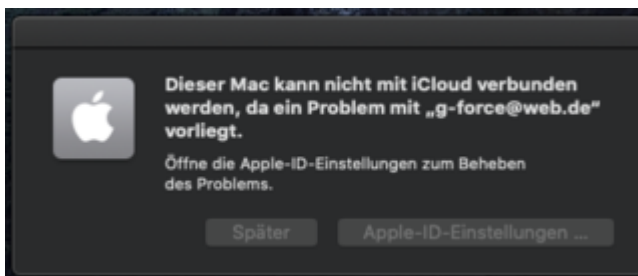 Dieser Mac kann nicht mit iCloud verbunden
werden, da ein Problem mit „g-force@web.de“
vorliegt.
Öffne die Apple-ID-Einstellungen zum Beheben
des Problems.
Später
Apple-ID-Einstellungen ...